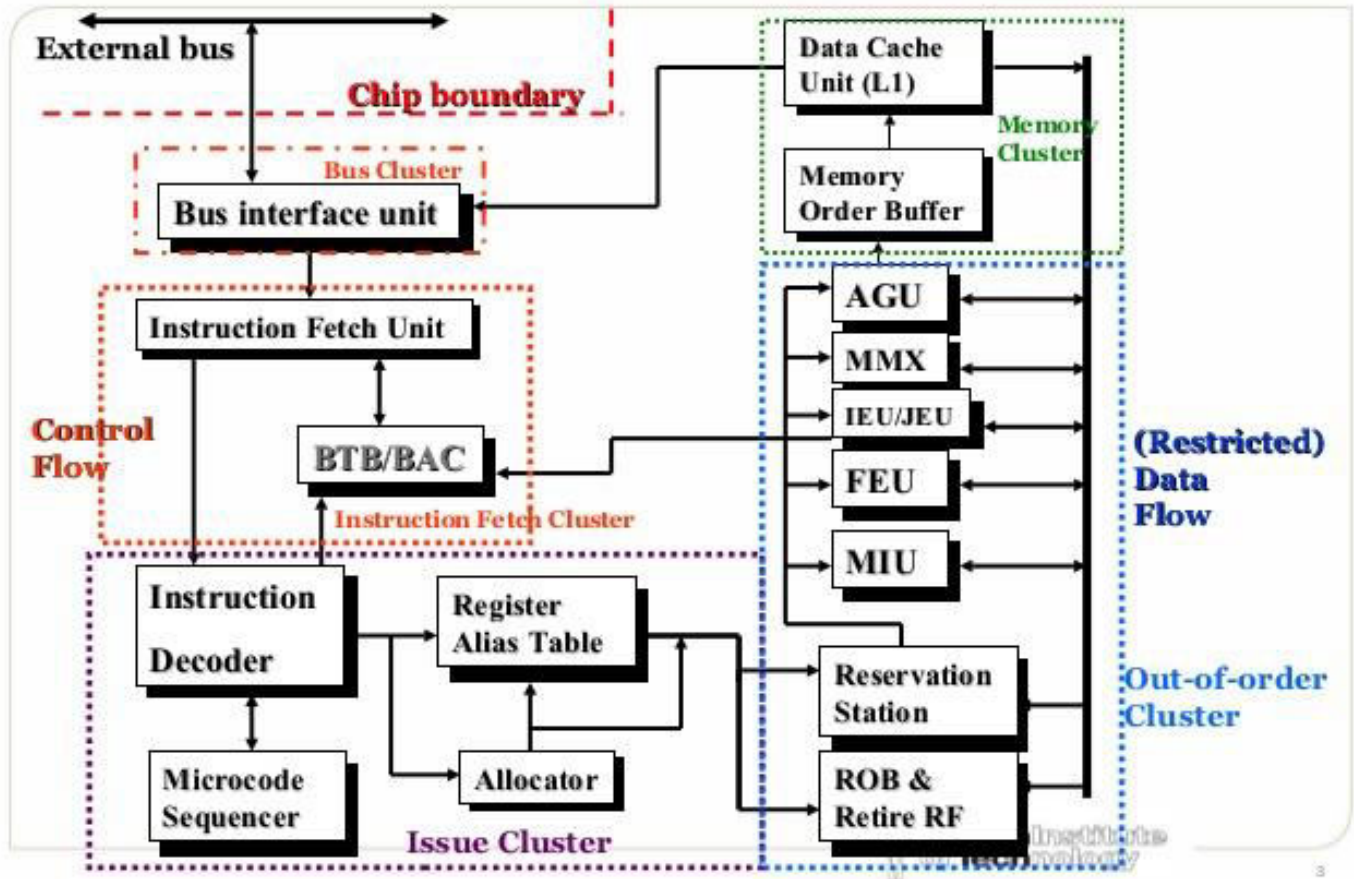 External bus
Chip boundary
Bus Cluster
Bus interface unit
Instruction Fetch Unit
Control
Flow
BTB/BAC
Instruction Fetch Cluster
Instruction
Decoder
Register
Alias Table
Microcode
Sequencer
Allocator
Issue Cluster
Data Cache
Unit (L1)
Memory
Cluster
Memory
Order Buffer
AGU
MMX
IEU/JEU
FEU
MIU
(Restricted)
Data
Flow
Reservation
Station
Out-of-order
Cluster
ROB &
Retire RF
Institute
Technology
3